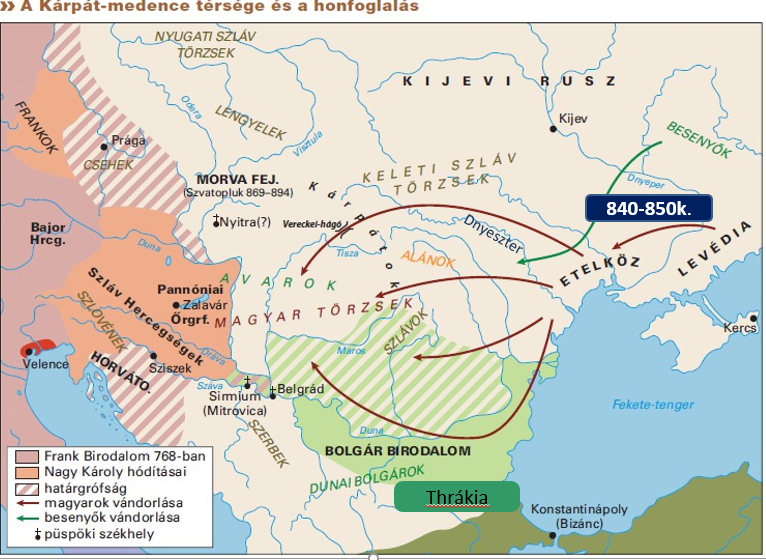 » A Kárpát-medence térsége és a honfoglalás
NYUGATI SZLÁV
TÖRZSEK
KIJEVI RUSZ
FRANKOK
Odera
LENGYELEK
Visztula
Kijev
BESENYŐK
Prága
CSEHEK
MORVA FEJ.
(Szvatopluk 869–894)
KELETI SZLÁV
TÖRZSEK
Dnyeper
840-850k.
Kárpátok
Nyitra(?)
Vereckei-hágó
Dnyeszter
Bajor
Hrcg.
Duna
Tisza
ALÁNOK
ETELKÖZ
LEVÉDIA
AVAROK
Pannóniai
Zalavár
Őrgrf.
MAGYAR TÖRZSEK
Szláv Hercegségek
SZLOVÉNEK
SZLÁVOK
Kercs
Maros
Dráva
Velence
HORVÁTO.
Sziszek
Száva
Sirmium
(Mitrovica)
Belgrád
Fekete-tenger
SZERBEK
Duna
BOLGÁR BIRODALOM
DUNAI BOLGÁROK
Thrákia
Konstantinápoly
(Bizánc)
Frank Birodalom 768-ban
Nagy Károly hódításai
határgrófság
magyarok vándorlása
besenyők vándorlása
püspöki székhely